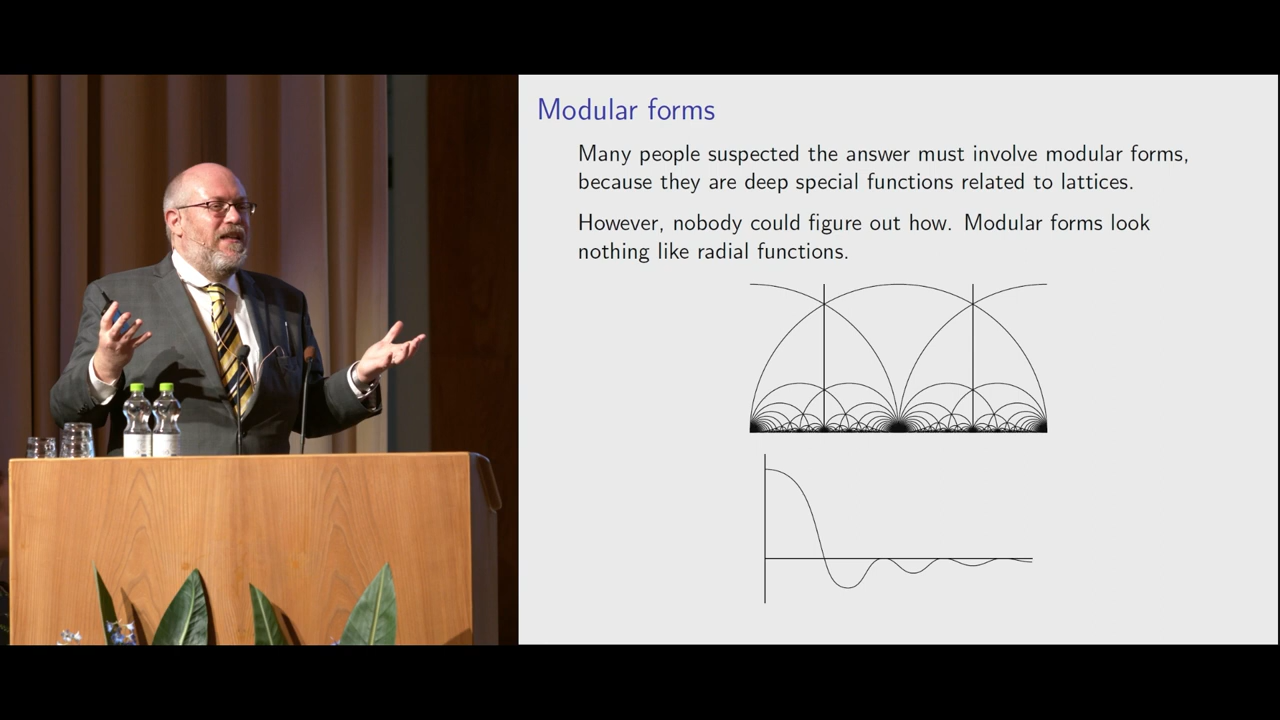 Modular forms
Many people suspected the answer must involve modular forms,
because they are deep special functions related to lattices.
However, nobody could figure out how. Modular forms look
nothing like radial functions.